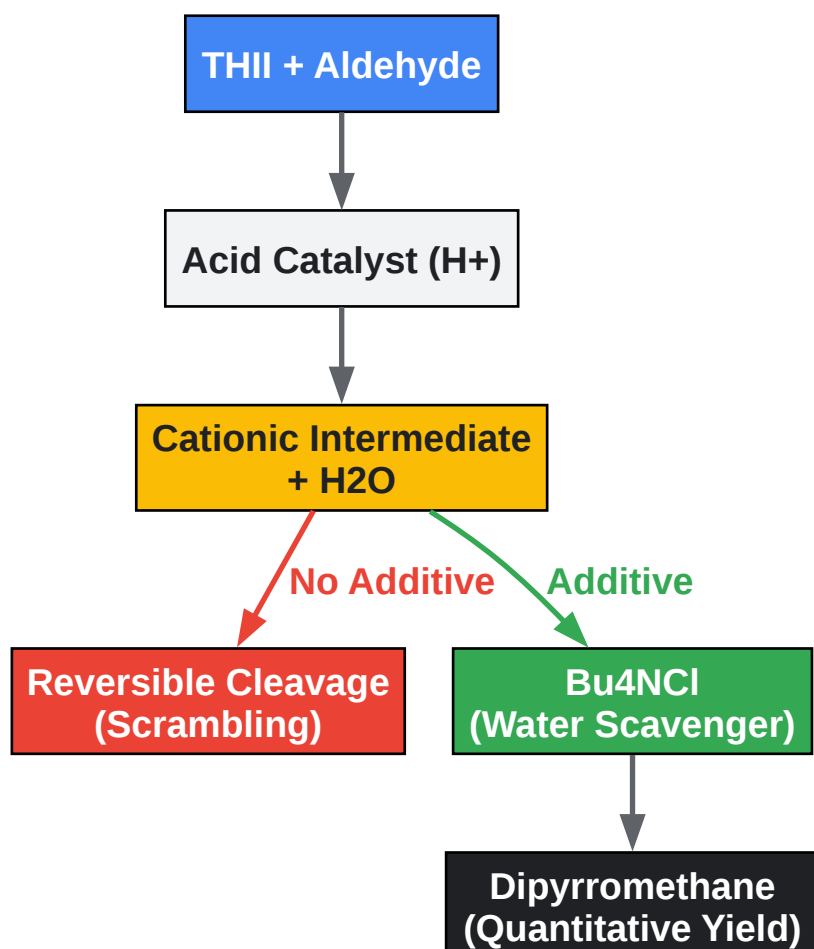 THII + Aldehyde
Acid Catalyst (H+)
Cationic Intermediate
+ H2O
No Additive
Additive
Reversible Cleavage
(Scrambling)
Bu4NCl
(Water Scavenger)
Dipyrromethane
(Quantitative Yield)